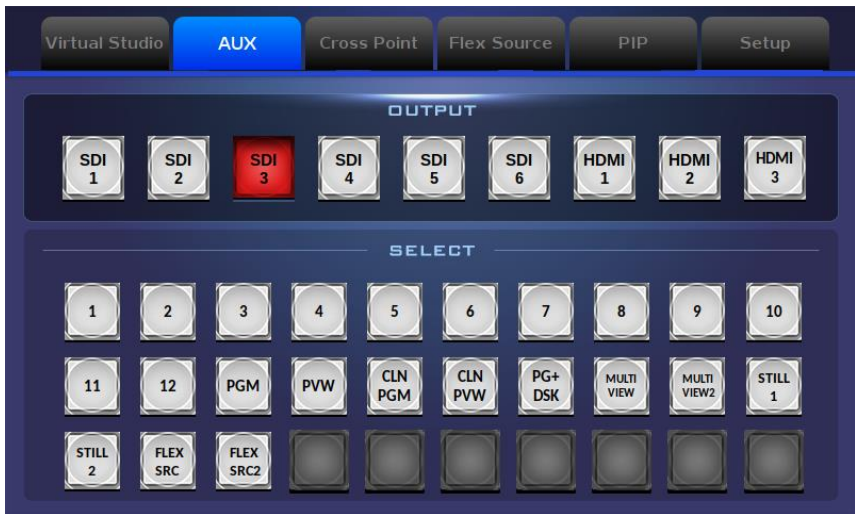 Virtual Studio AUX Cross Point Flex Source PIP Setup
OUTPUT
SDI 1 SDI 2 SDI 3 SDI 4 SDI 5 SDI 6 HDMI 1 HDMI 2 HDMI 3
SELECT
1 2 3 4 5 6 7 8 9 10
11 12 PGM PVW CLN PGM CLN PVW PG+ DSK MULTI VIEW MULTI VIEW2 STILL 1
STILL 2 FLEX SRC FLEX SRC2